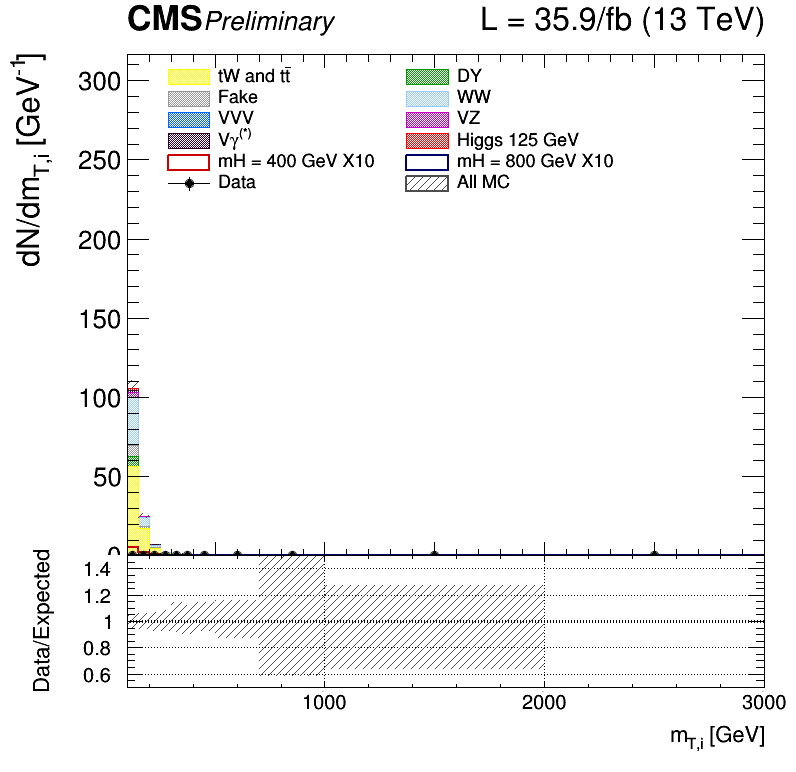 CMS Preliminary L = 35.9/fb (13 TeV)
dN/dm_{T,i} [GeV^{-1}]
300
250
200
150
100
50
0
tW and tt̄ DY
Fake WW
VVV VZ
Vγ^{(*)} Higgs 125 GeV
mH = 400 GeV X10 mH = 800 GeV X10
Data All MC
Data/Expected
1.4
1.2
1
0.8
0.6
1000 2000 3000
m_{T,i} [GeV]